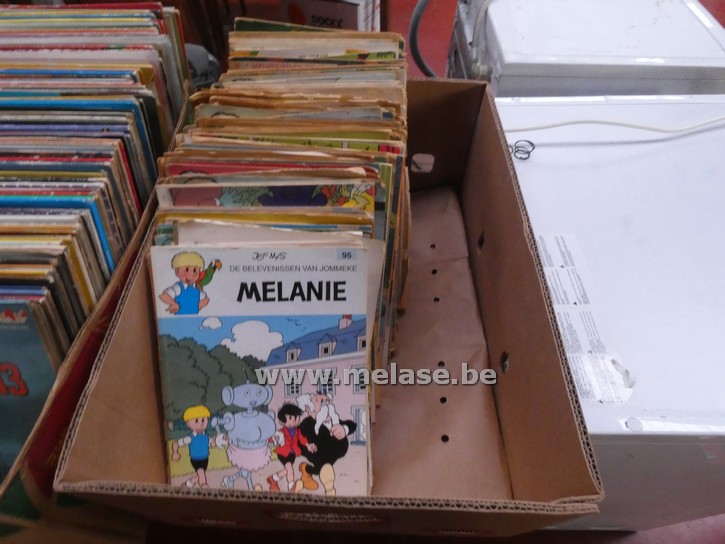 JEF NYS
95
DE BELEVENISSEN VAN JOMMEKE
MELANIE
www.melase.be